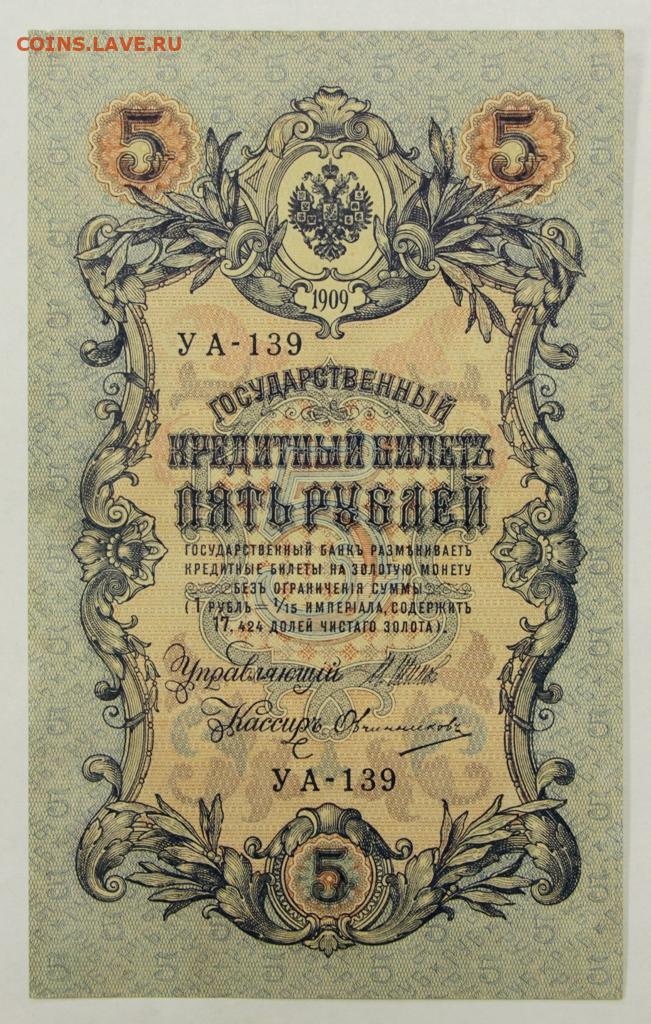 COINS.LAVE.RU
5 5
1909
УА-139
ГОСУДАРСТВЕННЫЙ
КРЕДИТНЫЙ БИЛЕТЪ
ПЯТЬ РУБЛЕЙ
ГОСУДАРСТВЕННЫЙ БАНКЪ РАЗМѢНИВАЕТЪ
КРЕДИТНЫЕ БИЛЕТЫ НА ЗОЛОТУЮ МОНЕТУ
БЕЗЪ ОГРАНИЧЕНІЯ СУММЫ
(1 РУБЛЬ = 1/15 ИМПЕРІАЛА, СОДЕРЖИТЪ
17,424 ДОЛЕЙ ЧИСТАГО ЗОЛОТА).
Управляющій
Кассиръ Овчинниковъ
УА-139
5